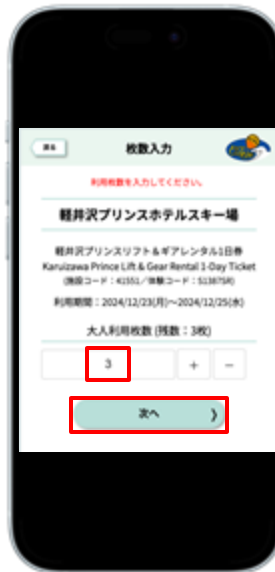 戻る
枚数入力
利用枚数を入力してください。
軽井沢プリンスホテルスキー場
軽井沢プリンスリフト＆ギアレンタル1日券
Karuizawa Prince Lift & Gear Rental 1-Day Ticket
(施設コード：41551／体験コード：S1387SR)
利用期間：2024/12/23(月)～2024/12/25(水)
大人利用枚数 (残数：3枚)
3 + −
次へ 〉